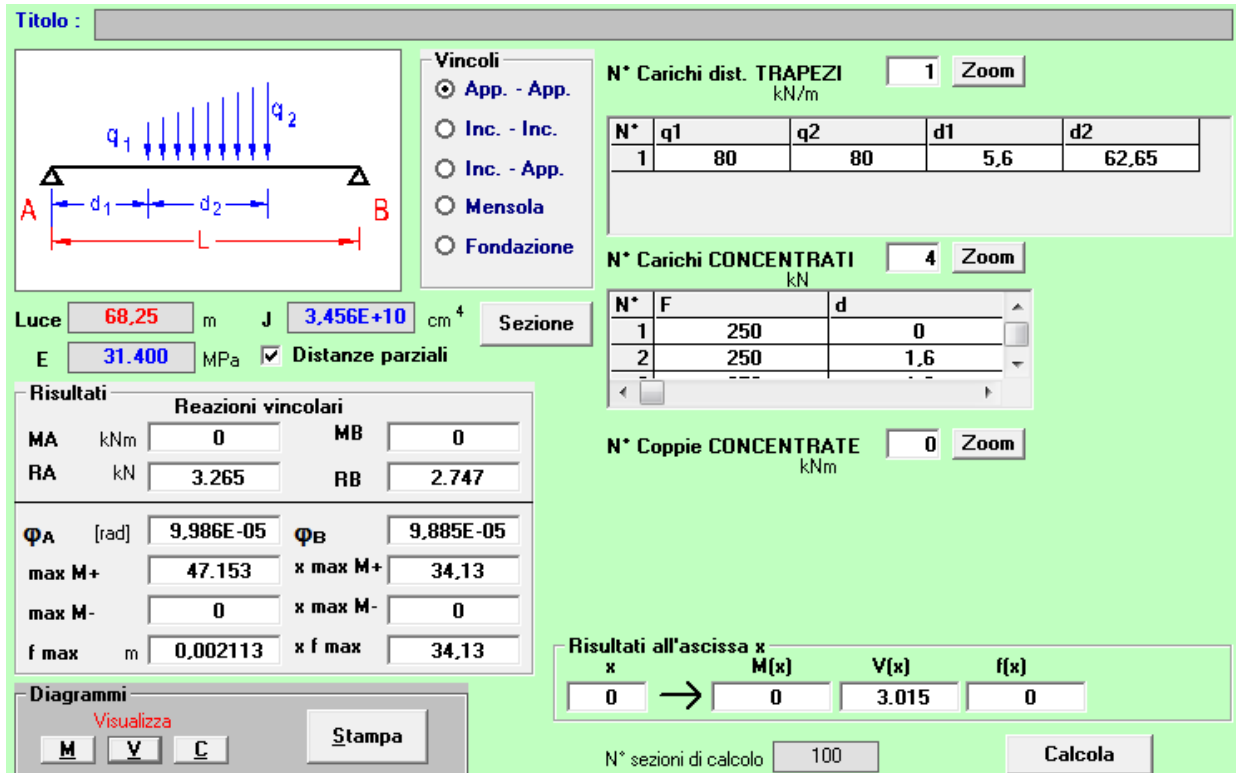 Titolo :
q1
q2
A
d1
d2
B
L
Vincoli
App. - App.
Inc. - Inc.
Inc. - App.
Mensola
Fondazione
N° Carichi dist. TRAPEZI 1 Zoom
kN/m
N° q1 q2 d1 d2
1 80 80 5,6 62,65
N° Carichi CONCENTRATI 4 Zoom
kN
N° F d
1 250 0
2 250 1,6
Luce 68,25 m J 3,456E+10 cm 4 Sezione
E 31.400 MPa Distanze parziali
Risultati
Reazioni vincolari
MA kNm 0 MB 0
RA kN 3.265 RB 2.747
φA [rad] 9,986E-05 φB 9,885E-05
max M+ 47.153 x max M+ 34,13
max M- 0 x max M- 0
f max m 0,002113 x f max 34,13
N° Coppie CONCENTRATE 0 Zoom
kNm
Risultati all'ascissa x
x M(x) V(x) f(x)
0 0 3.015 0
Diagrammi
Visualizza
M V C Stampa
N° sezioni di calcolo 100 Calcola